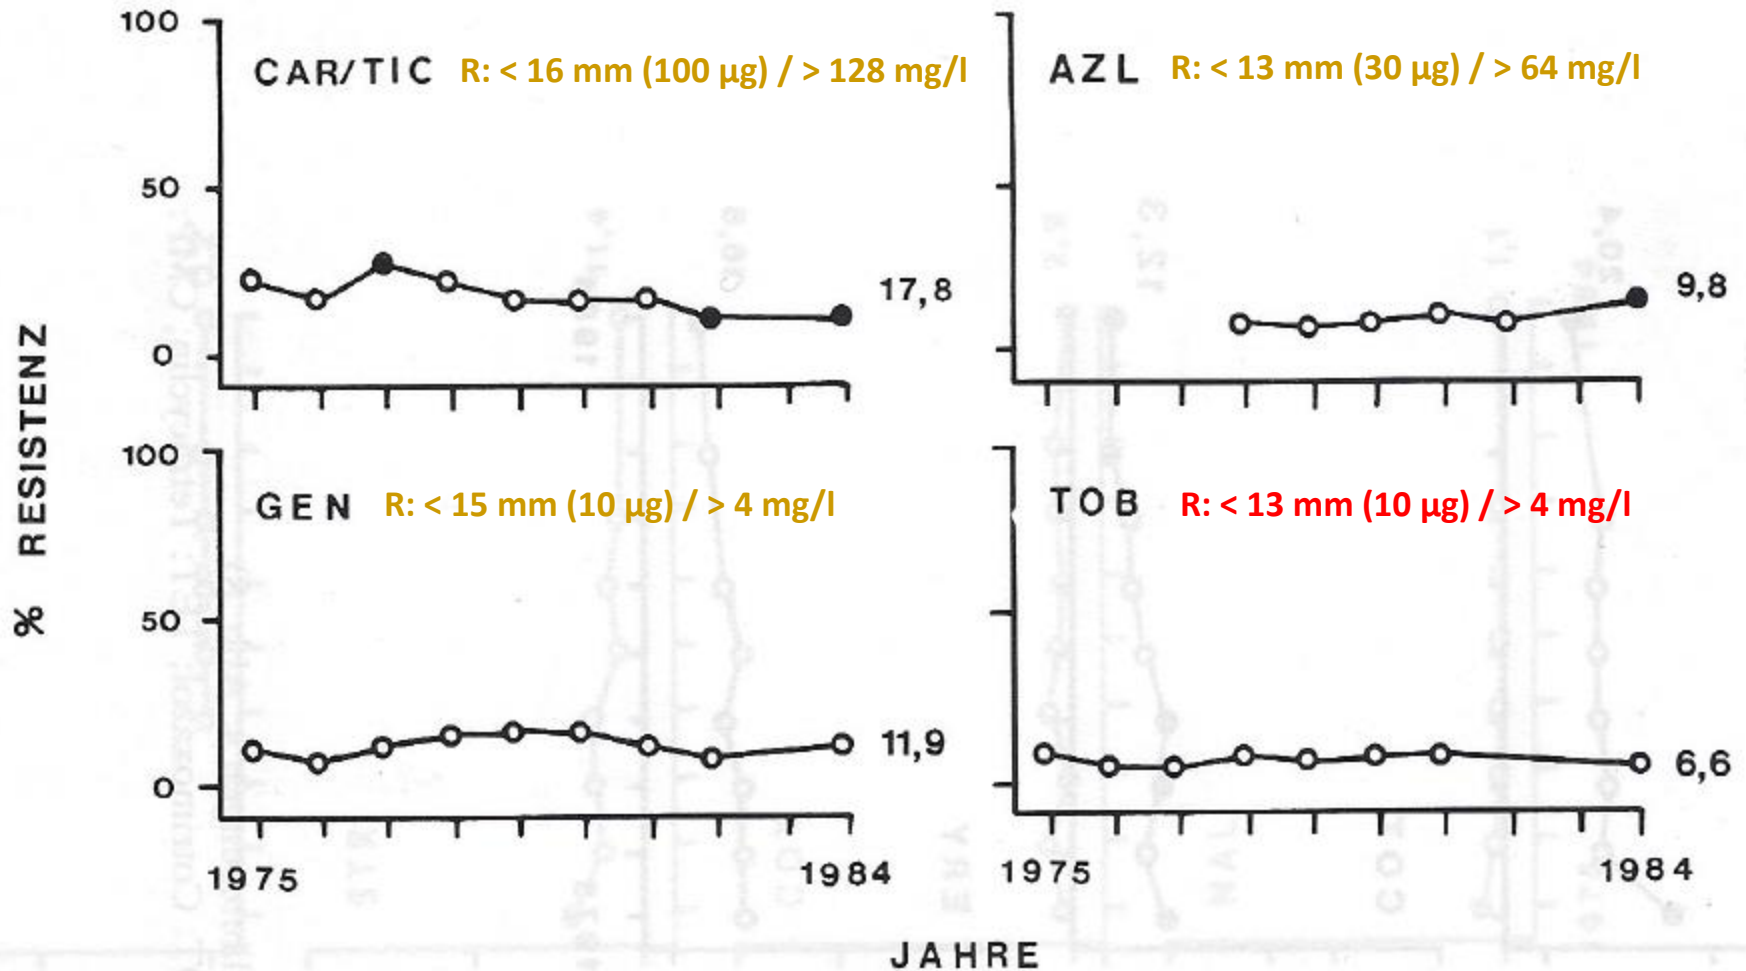 100
CAR/TIC R: < 16 mm (100 µg) / > 128 mg/l
50
0
17,8
AZL R: < 13 mm (30 µg) / > 64 mg/l
9,8
% RESISTENZ
100
GEN R: < 15 mm (10 µg) / > 4 mg/l
50
0
11,9
TOB R: < 13 mm (10 µg) / > 4 mg/l
6,6
1975
1984
1975
1984
JAHRE